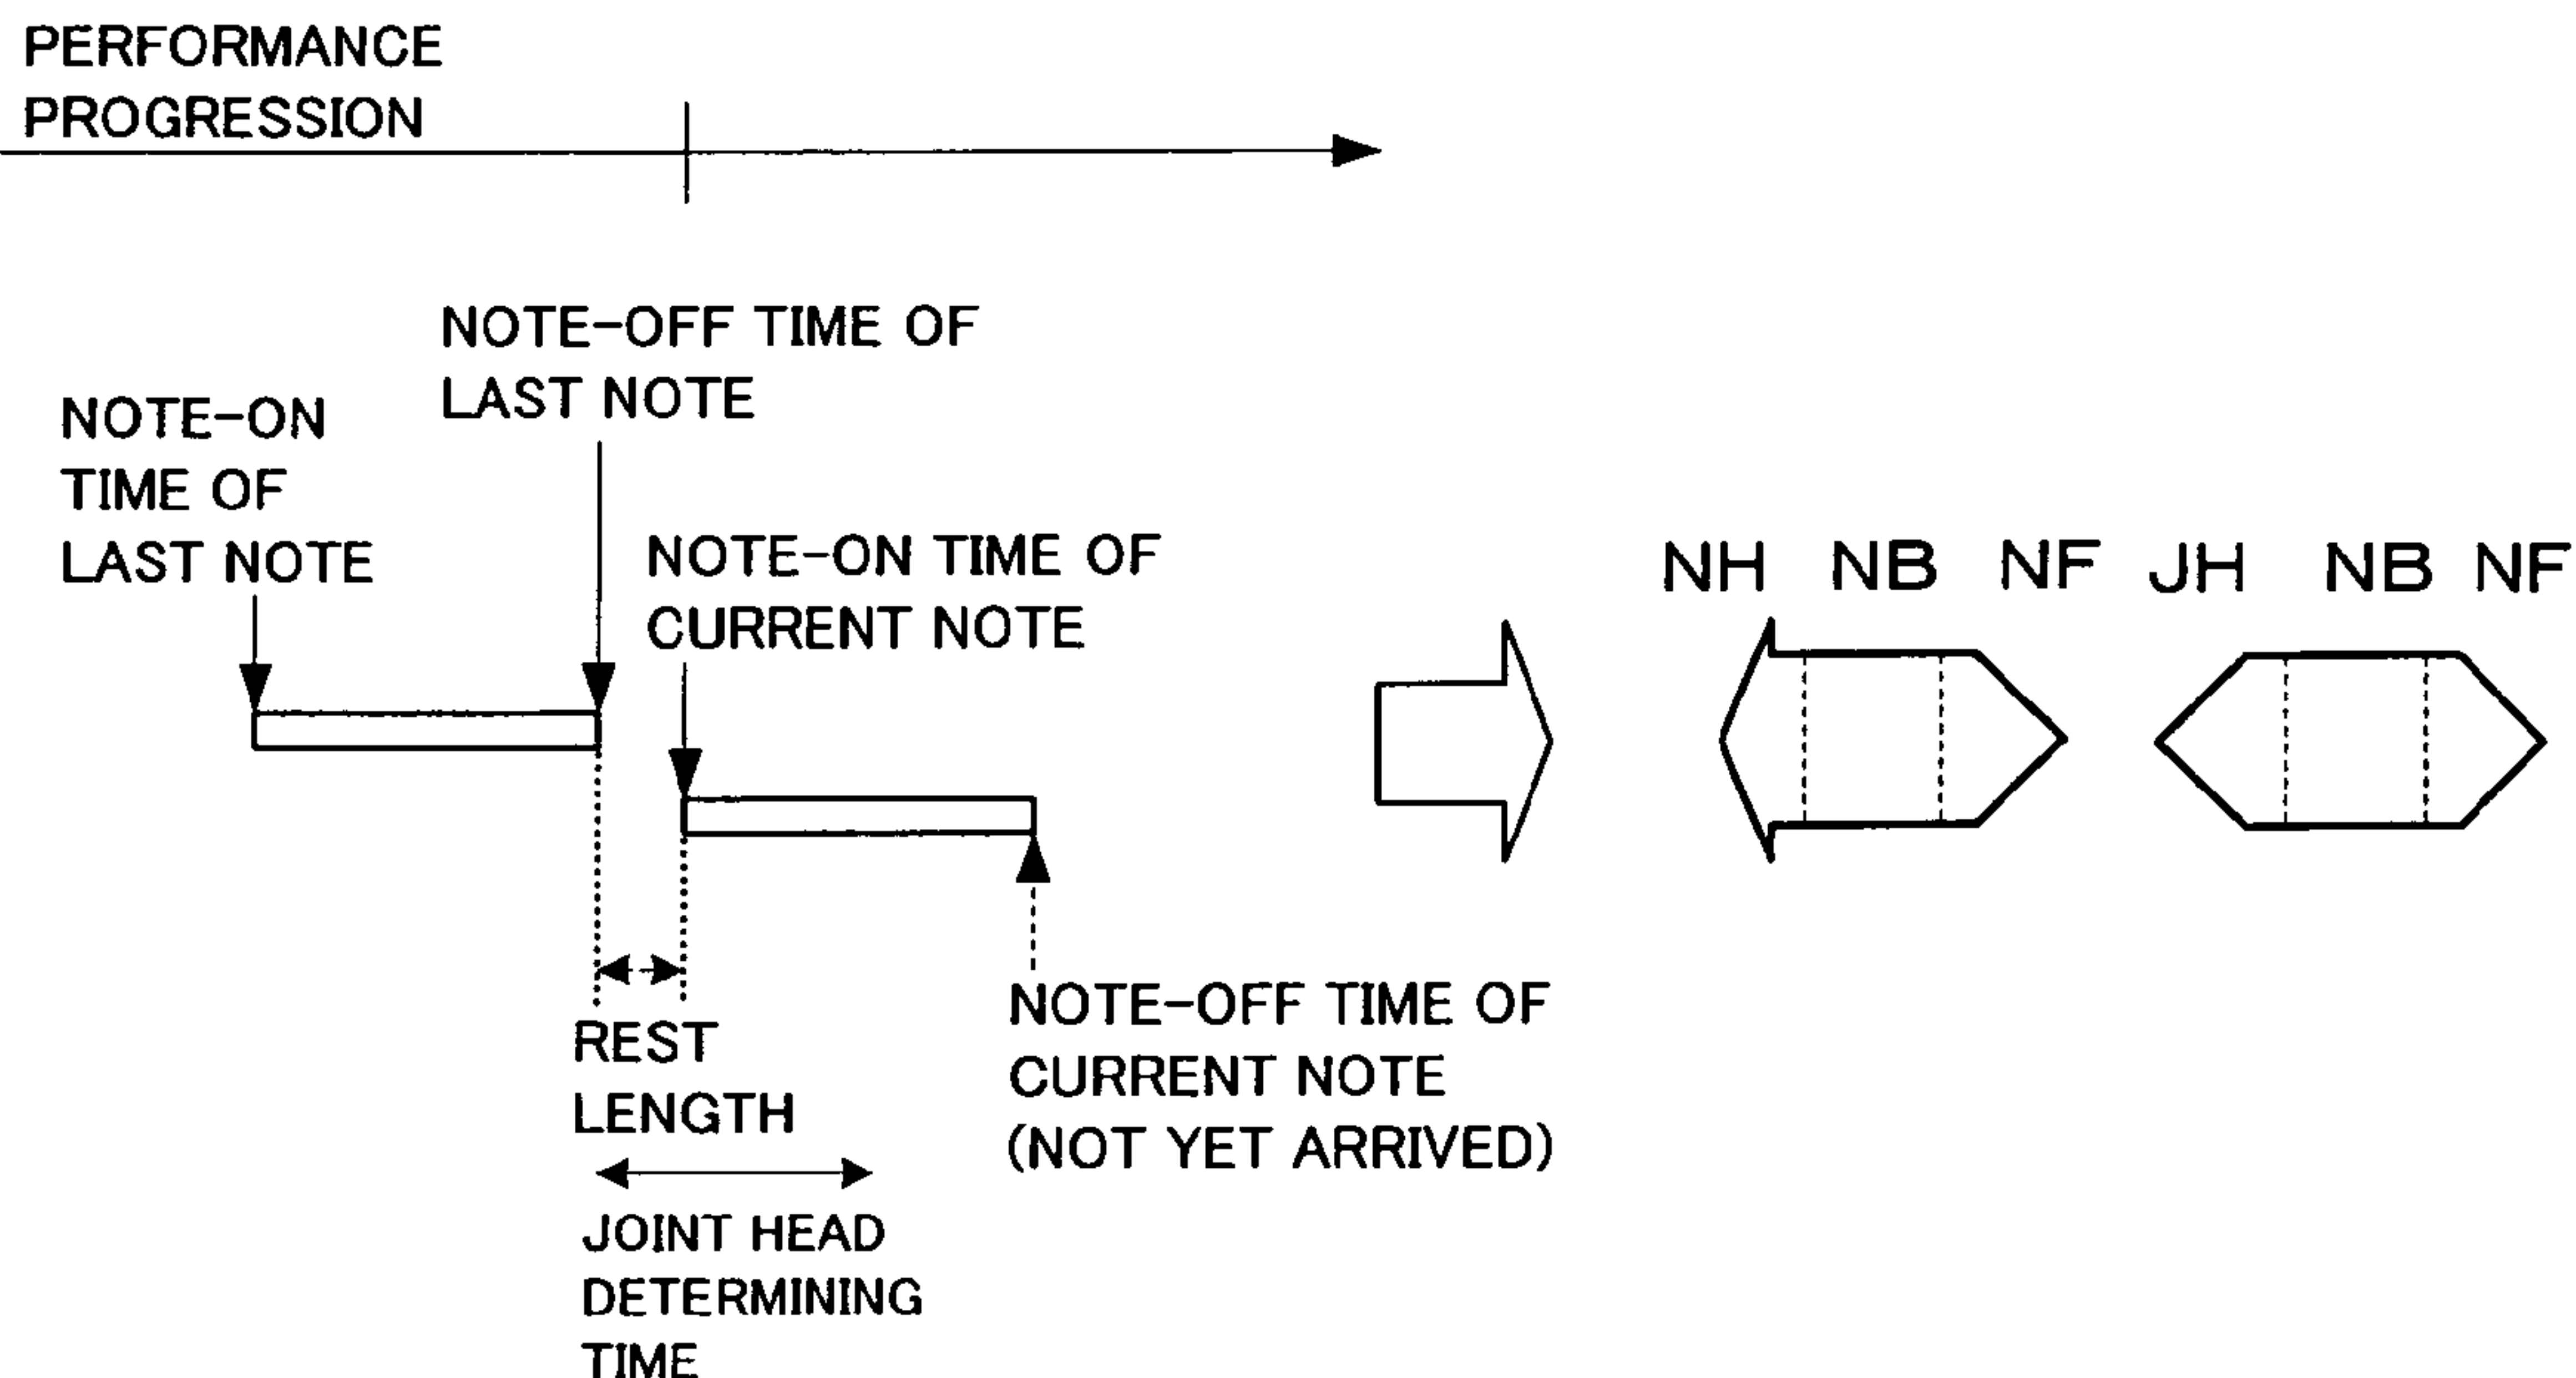 PERFORMANCE
PROGRESSION
NOTE-OFF TIME OF
LAST NOTE
NOTE-ON
TIME OF
LAST NOTE
NOTE-ON TIME OF
CURRENT NOTE
NH NB NF JH NB NF
REST
LENGTH
NOTE-OFF TIME OF
CURRENT NOTE
(NOT YET ARRIVED)
JOINT HEAD
DETERMINING
TIME